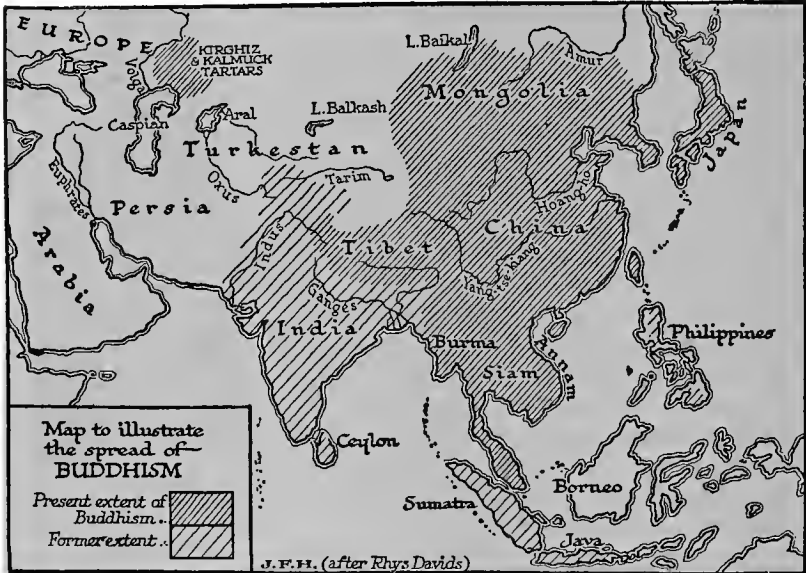 EUROPE
KIRGHIZ
& KALMUCK
TARTARS
Volga
L. Baikal
Amur
Mongolia
Aral
L. Balkash
Caspian
Turkestan
Japan
Oxus
Tarim
Euphrates
Persia
Hoang-ho
China
Arabia
Indus
Tibet
Yang-tse Kiang
Ganges
India
Burma
Philippines
Annam
Siam
Map to illustrate
the spread of
BUDDHISM
Present extent of
Buddhism..
Former extent..
Ceylon
Sumatra
Borneo
Java
J.F.H. (after Rhys Davids)